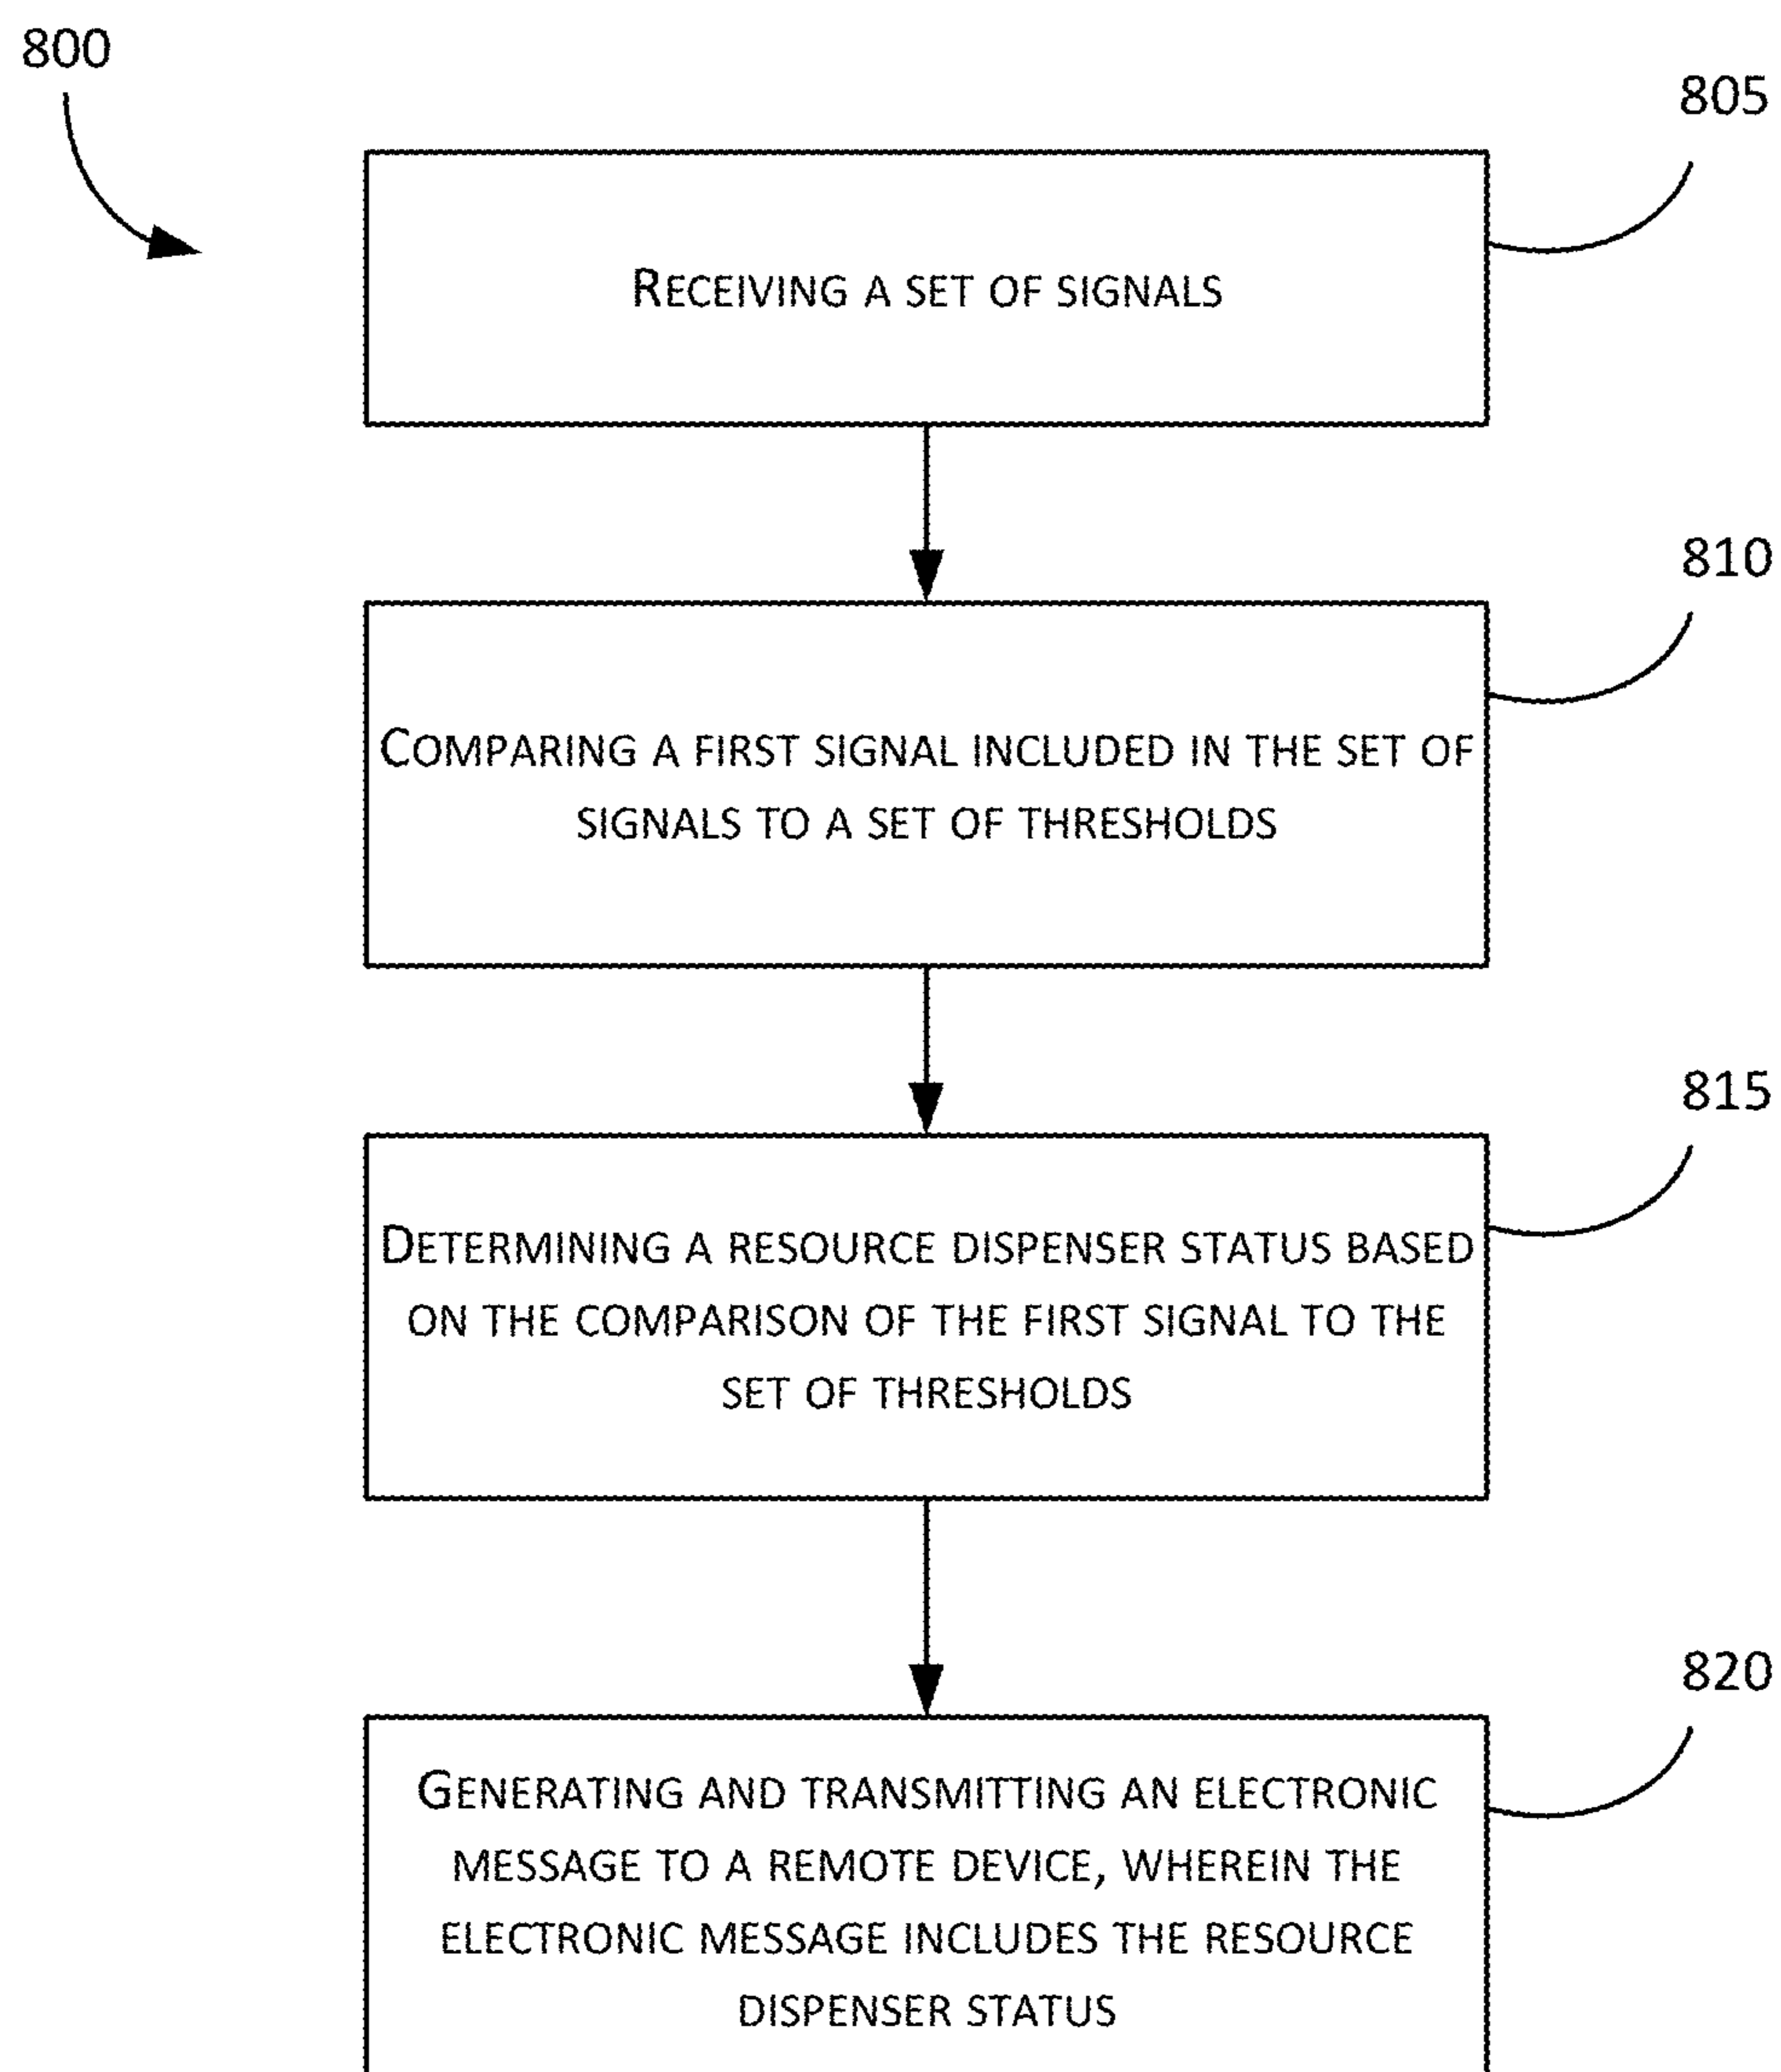 800
805
Receiving a set of signals
810
Comparing a first signal included in the set of
signals to a set of thresholds
815
Determining a resource dispenser status based
on the comparison of the first signal to the
set of thresholds
820
Generating and transmitting an electronic
message to a remote device, wherein the
electronic message includes the resource
dispenser status